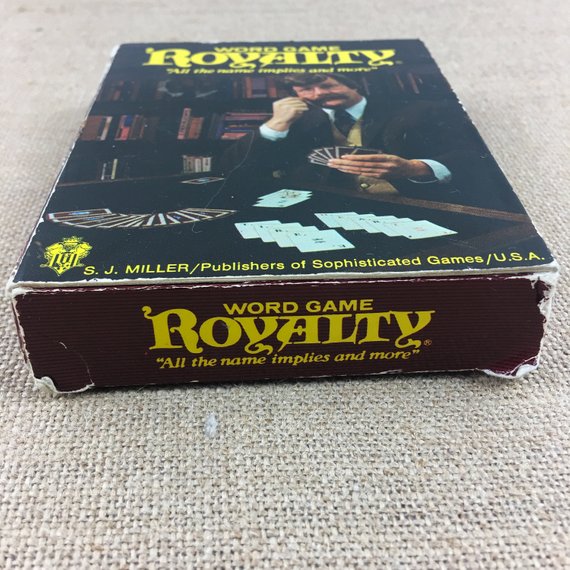 WORD GAME
ROYALTY®
"All the name implies and more"
S. J. MILLER/Publishers of Sophisticated Games/U.S.A.
WORD GAME
ROYALTY®
"All the name implies and more"